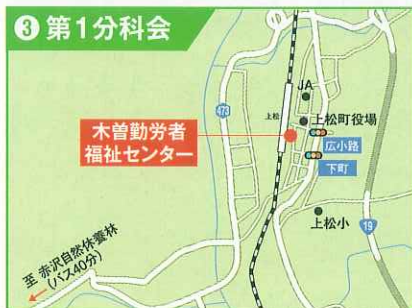 ③ 第1分科会
JA
473
上松
上松町役場
木曽勤労者
福祉センター
広小路
下町
上松小
19
至 赤沢自然休養林
(バス40分)